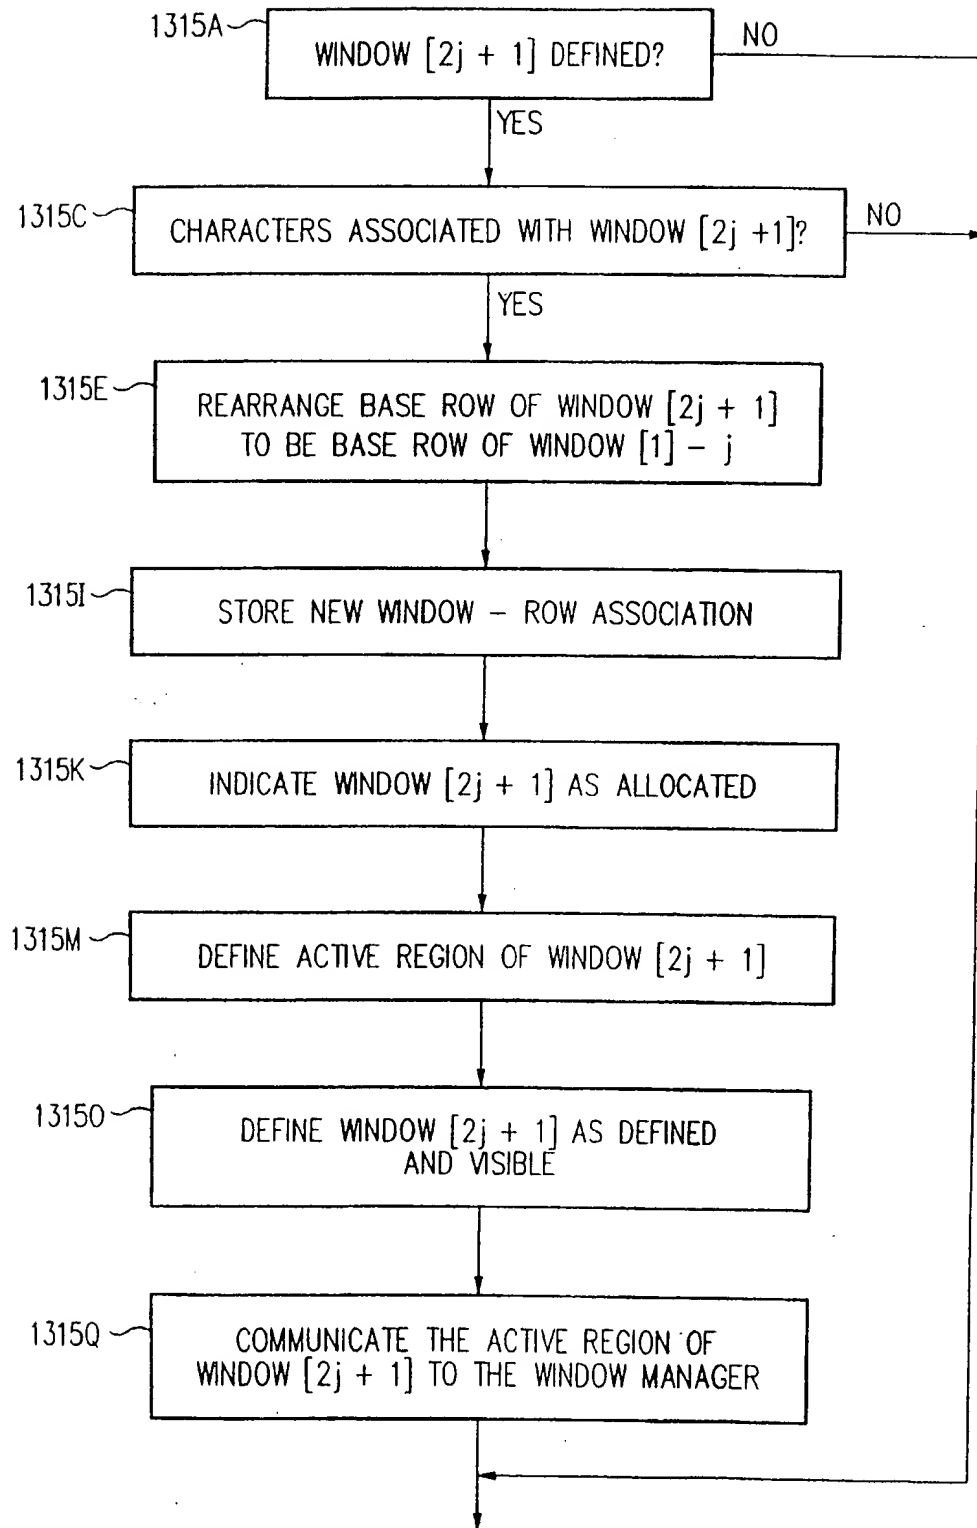 1315A
WINDOW [2j + 1] DEFINED?
NO
YES
1315C
CHARACTERS ASSOCIATED WITH WINDOW [2j +1]?
NO
YES
1315E
REARRANGE BASE ROW OF WINDOW [2j + 1]
TO BE BASE ROW OF WINDOW [1] - j
1315I
STORE NEW WINDOW - ROW ASSOCIATION
1315K
INDICATE WINDOW [2j + 1] AS ALLOCATED
1315M
DEFINE ACTIVE REGION OF WINDOW [2j + 1]
1315O
DEFINE WINDOW [2j + 1] AS DEFINED
AND VISIBLE
1315Q
COMMUNICATE THE ACTIVE REGION OF
WINDOW [2j + 1] TO THE WINDOW MANAGER